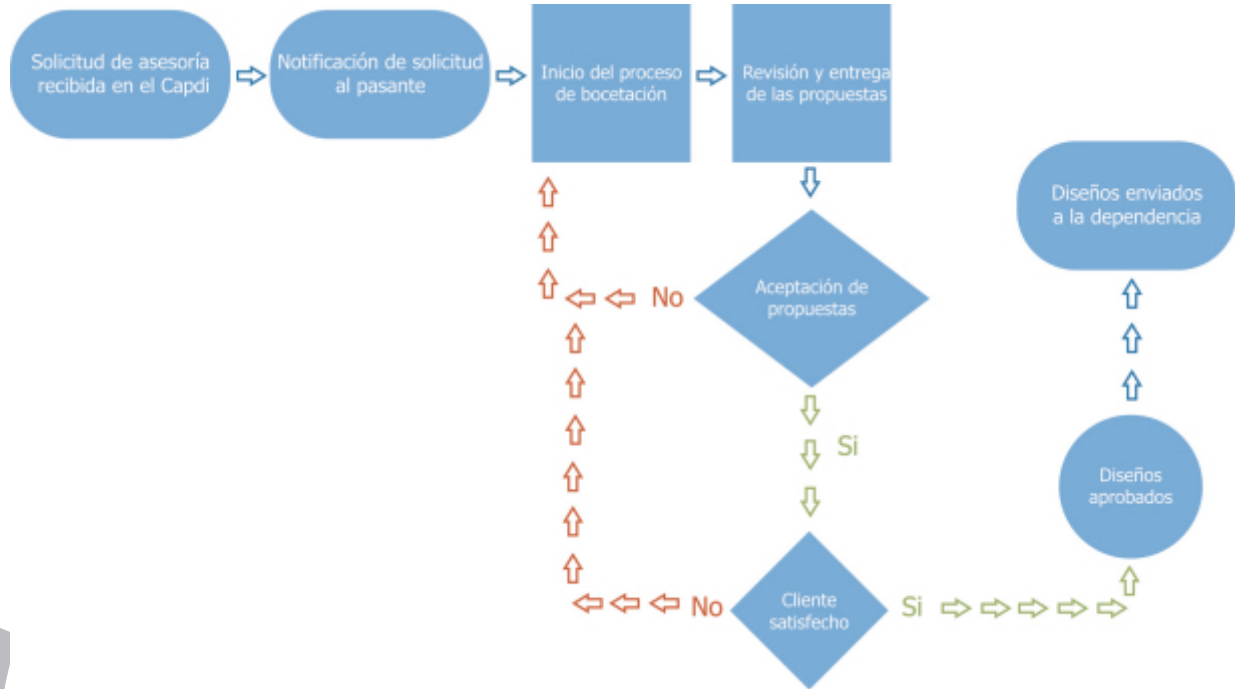 Solicitud de asesoría
recibida en el Capdi
Notificación de solicitud
al pasante
Inicio del proceso
de bocetación
Revisión y entrega
de las propuestas
Diseños enviados
a la dependencia
Aceptación de
propuestas
No
Si
Diseños
aprobados
Cliente
satisfecho
No
Si